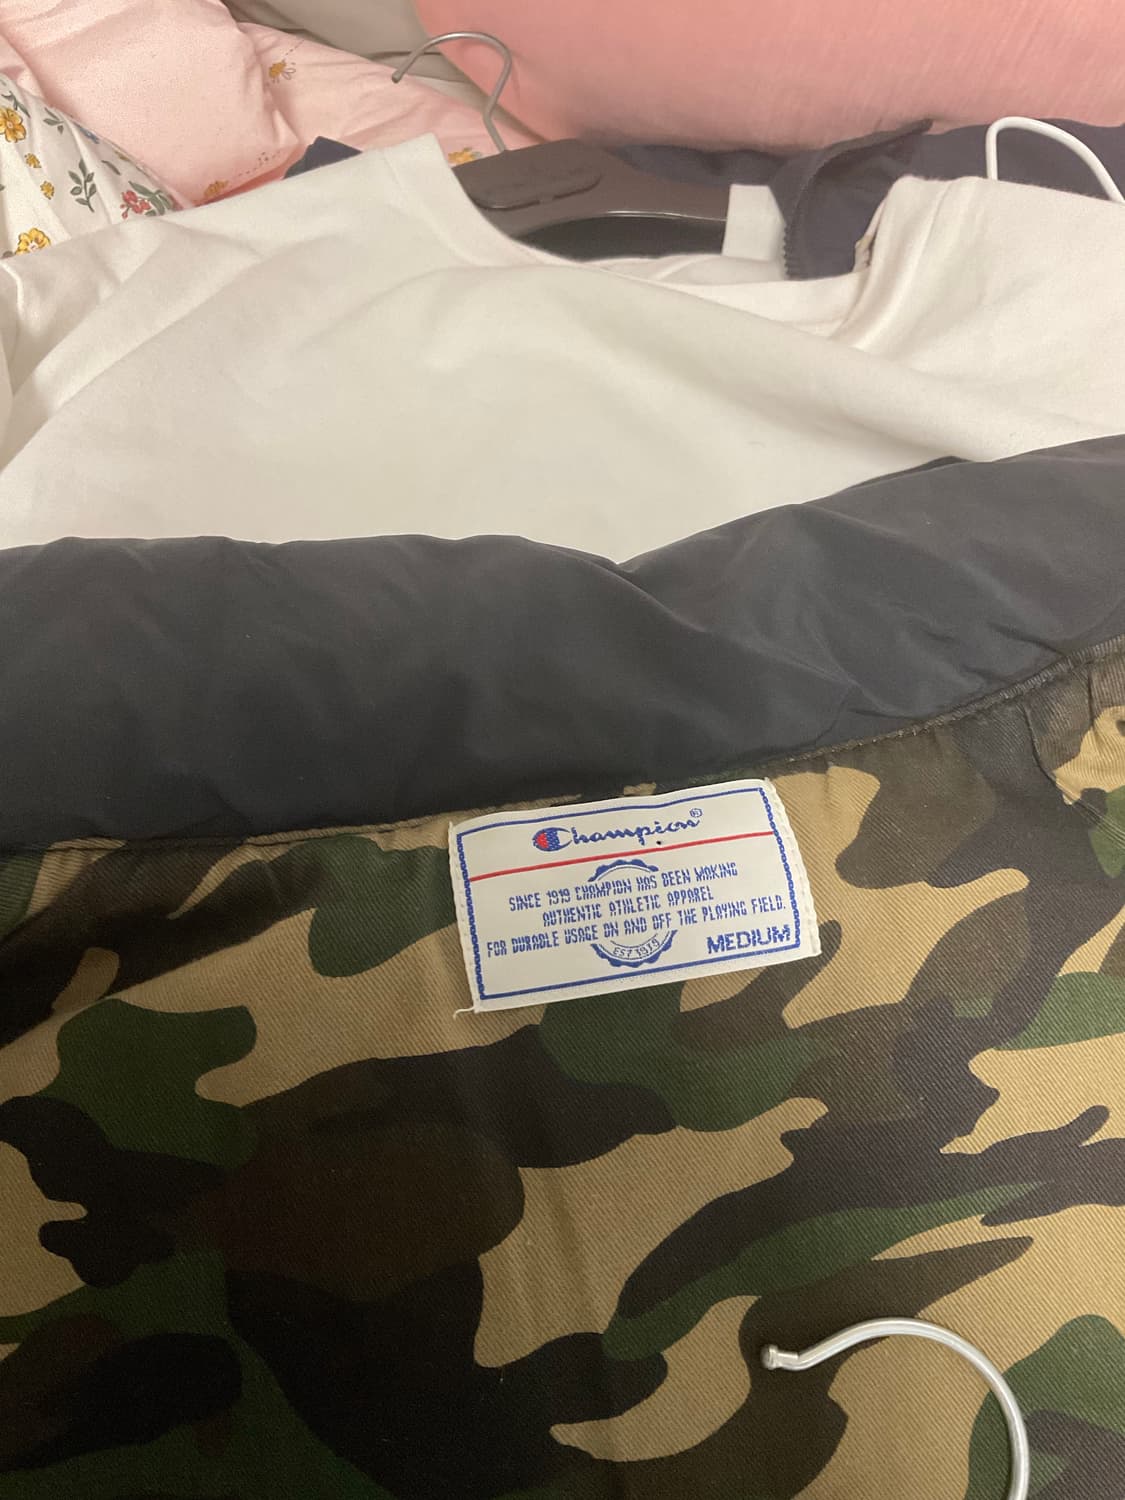 Champion®
SINCE 1919 CHAMPION HAS BEEN MAKING
AUTHENTIC ATHLETIC APPAREL
FOR DURABLE USAGE ON AND OFF THE PLAYING FIELD.
EST 1919
MEDIUM